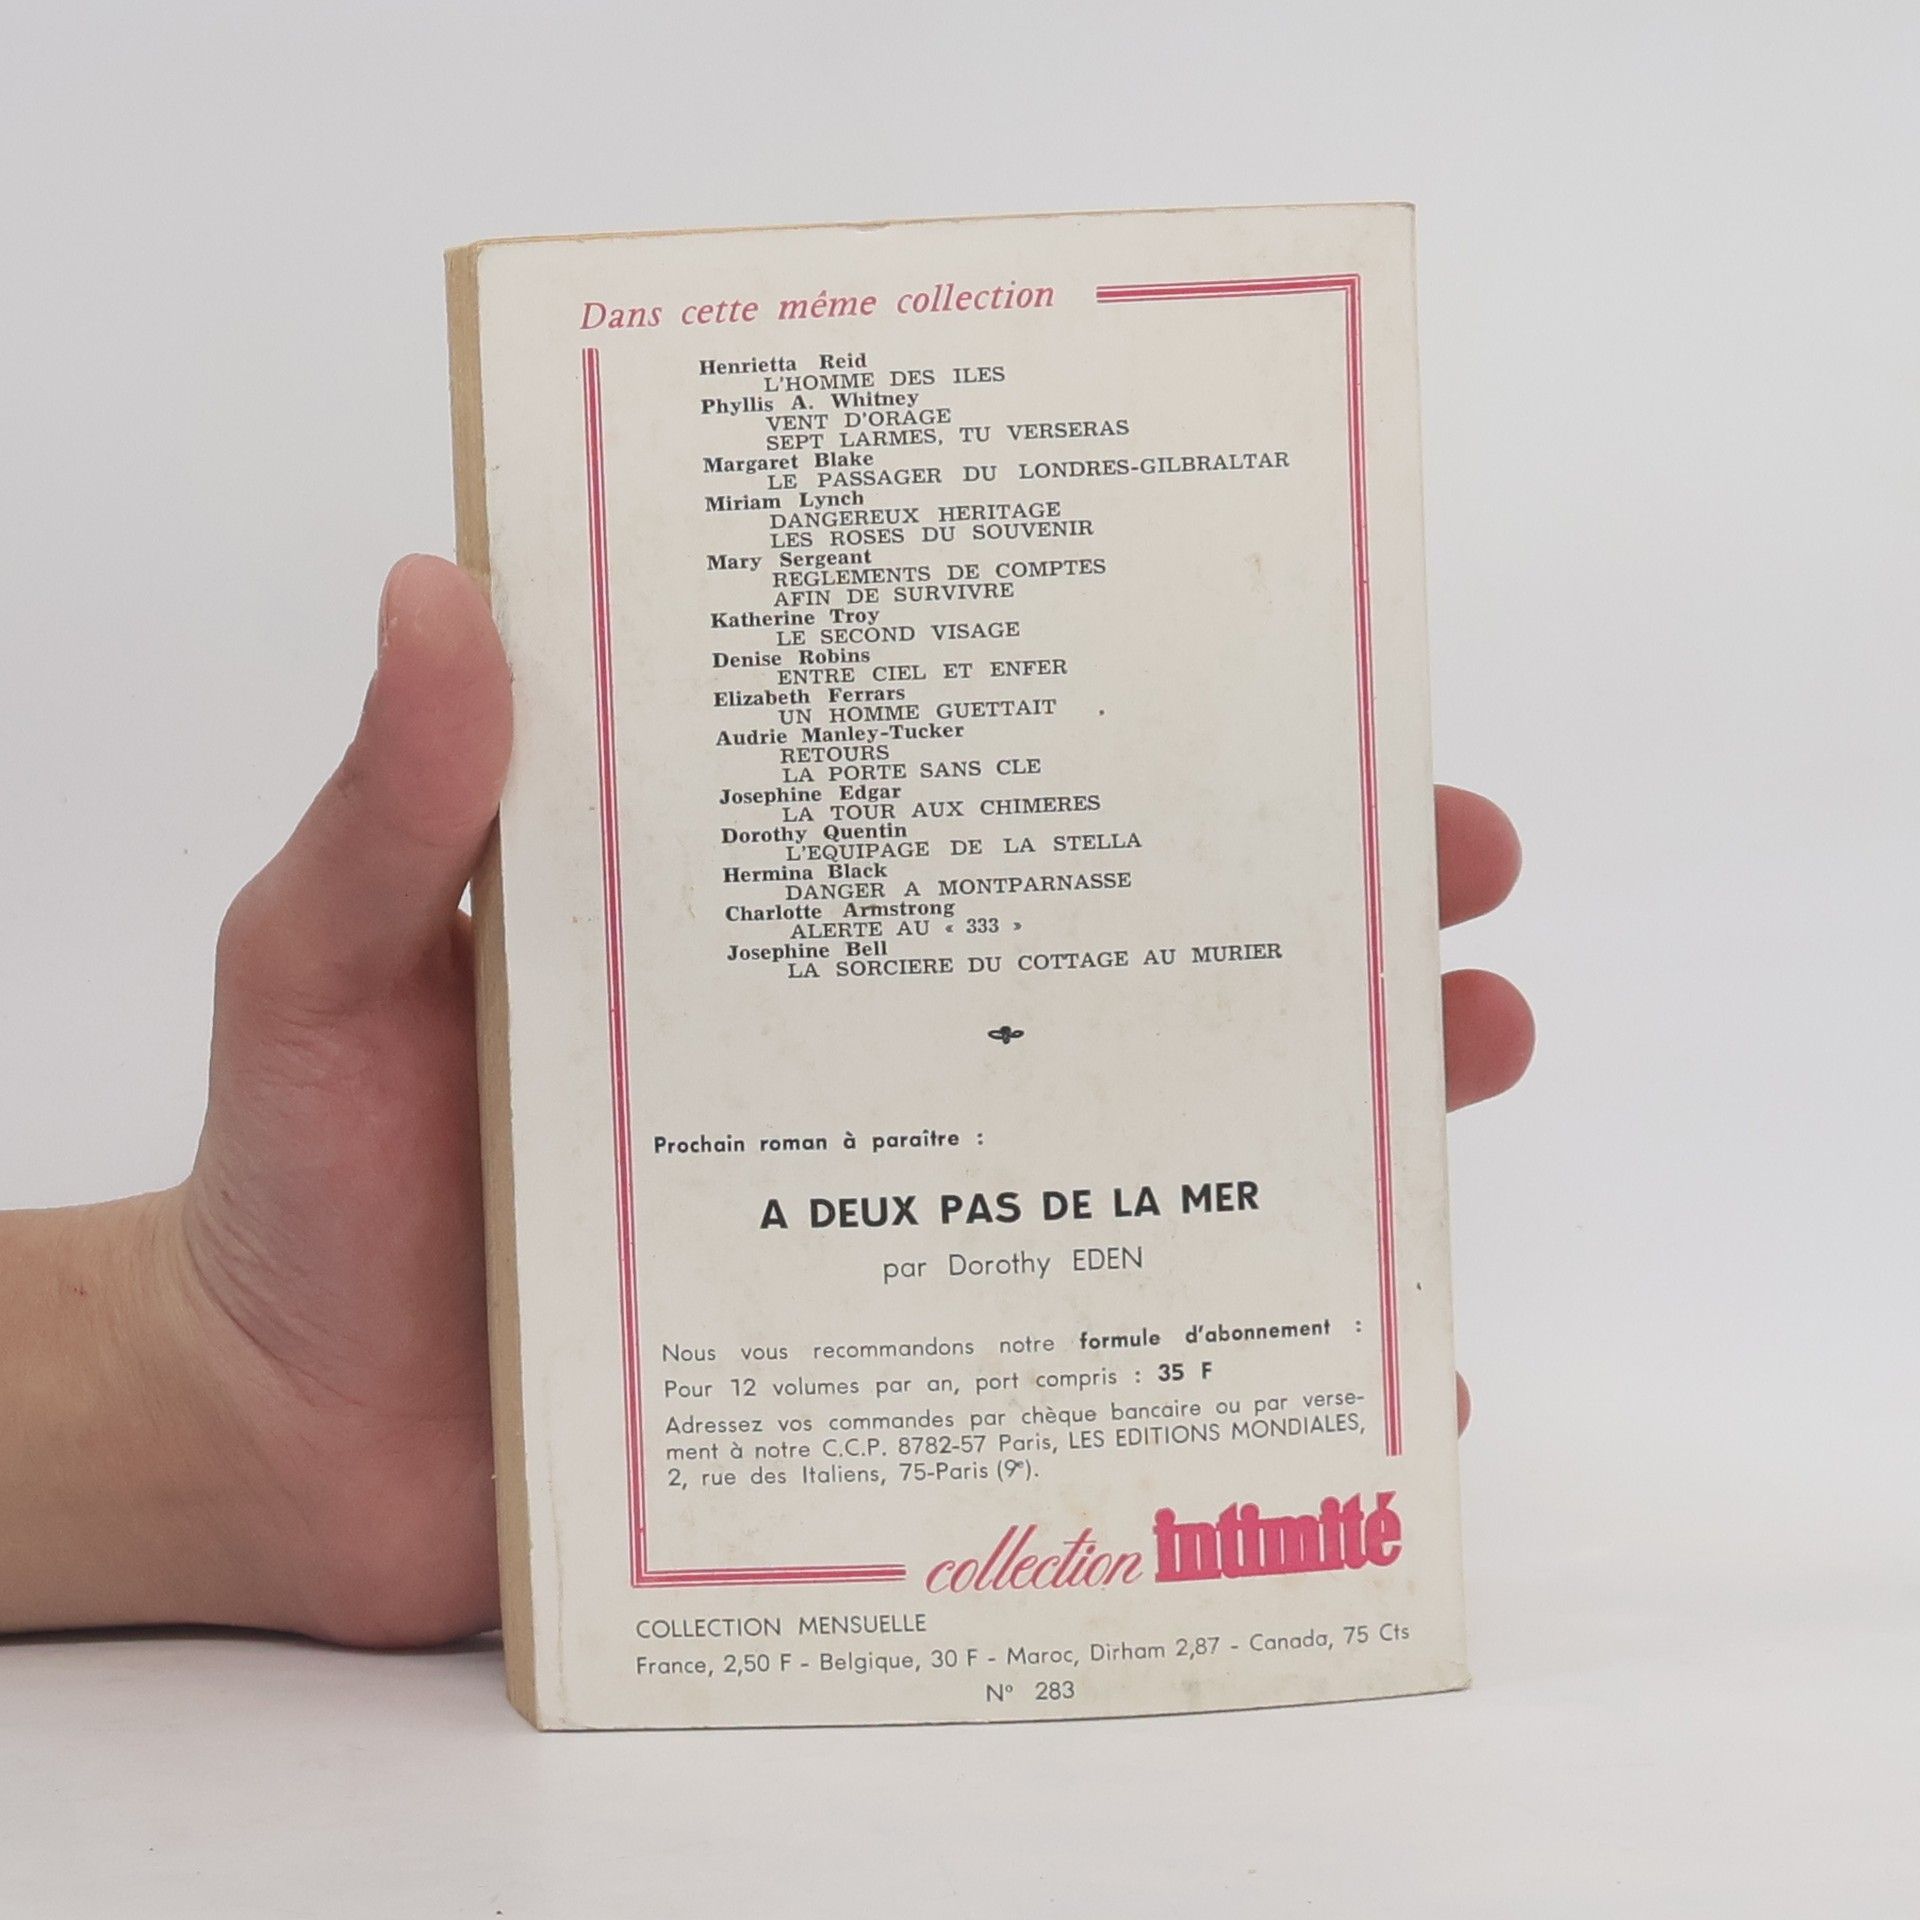 Dans cette même collection
Henrietta Reid
L'HOMME DES ILES
Phyllis A. Whitney
VENT D'ORAGE
SEPT LARMES, TU VERSERAS
Margaret Blake
LE PASSAGER DU LONDRES-GILBRALTAR
Miriam Lynch
DANGEREUX HERITAGE
LES ROSES DU SOUVENIR
Mary Sergeant
REGLEMENTS DE COMPTES
AFIN DE SURVIVRE
Katherine Troy
LE SECOND VISAGE
Denise Robins
ENTRE CIEL ET ENFER
Elizabeth Ferrars
UN HOMME GUETTAIT
Audrie Manley-Tucker
RETOURS
LA PORTE SANS CLE
Josephine Edgar
LA TOUR AUX CHIMERES
Dorothy Quentin
L'EQUIPAGE DE LA STELLA
Hermina Black
DANGER A MONTPARNASSE
Charlotte Armstrong
ALERTE AU « 333 »
Josephine Bell
LA SORCIERE DU COTTAGE AU MURIER
Prochain roman à paraître :
A DEUX PAS DE LA MER
par Dorothy EDEN
Nous vous recommandons notre formule d'abonnement :
Pour 12 volumes par an, port compris : 35 F
Adressez vos commandes par chèque bancaire ou par verse-
ment à notre C.C.P. 8782-57 Paris, LES EDITIONS MONDIALES,
2, rue des Italiens, 75-Paris (9e).
collection intimité
COLLECTION MENSUELLE
France, 2,50 F - Belgique, 30 F - Maroc, Dirham 2,87 - Canada, 75 Cts
N° 283